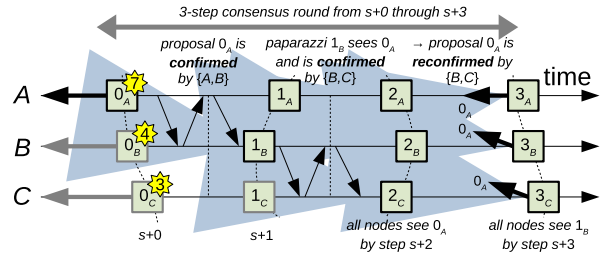 3-step consensus round from s+0 through s+3
proposal 0A is
confirmed
by {A,B}
paparazzi 1B sees 0A
and is confirmed
by {B,C}
→ proposal 0A is
reconfirmed by
{B,C}
time
A
0A
7
1A
2A
0A
3A
B
0B
4
1B
2B
0A
3B
C
0C
3
1C
2C
0A
3C
s+0
s+1
all nodes see 0A
by step s+2
all nodes see 1B
by step s+3